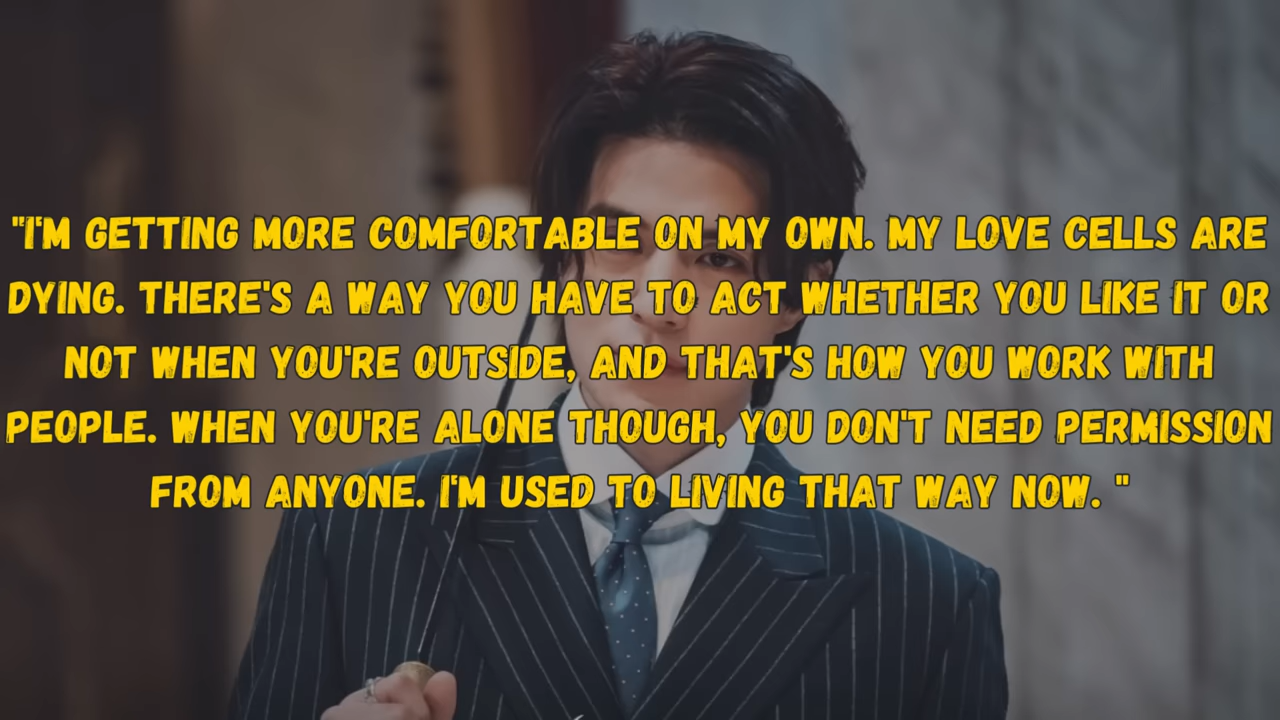 "I'M GETTING MORE COMFORTABLE ON MY OWN. MY LOVE CELLS ARE
DYING. THERE'S A WAY YOU HAVE TO ACT WHETHER YOU LIKE IT OR
NOT WHEN YOU'RE OUTSIDE, AND THAT'S HOW YOU WORK WITH
PEOPLE. WHEN YOU'RE ALONE THOUGH, YOU DON'T NEED PERMISSION
FROM ANYONE. I'M USED TO LIVING THAT WAY NOW. "